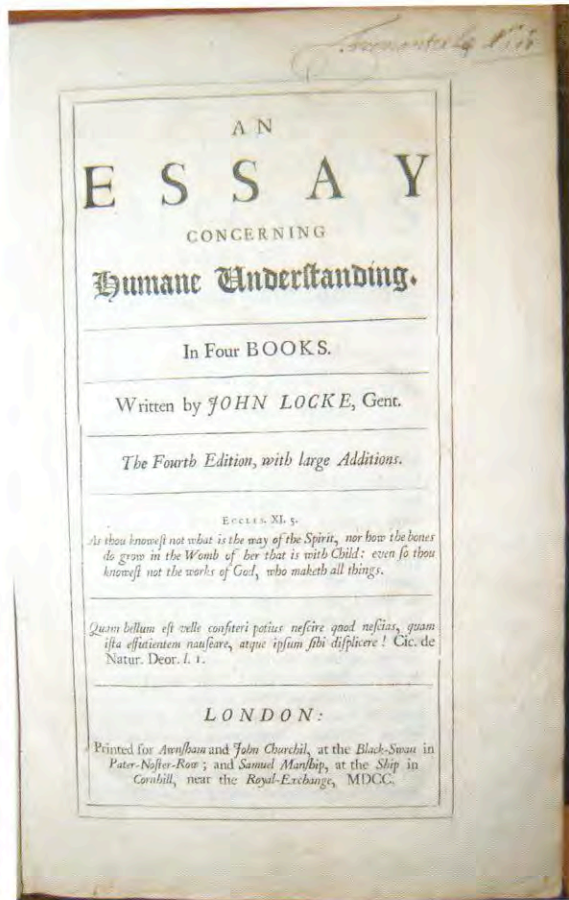 AN
ESSAY
CONCERNING
Humane Underſtanding.
In Four BOOKS.
Written by JOHN LOCKE, Gent.
The Fourth Edition, with large Additions.
ECCLES. XI. 5.
As thou knoweſt not what is the way of the Spirit, nor how the bones
do grow in the Womb of her that is with Child: even ſo thou
knoweſt not the works of God, who maketh all things.
Quam bellum eſt velle confiteri potius neſcire quod neſcias, quam
iſta effutientem nauſeare, atque ipſum ſibi diſplicere! Cic. de
Natur. Deor. l. 1.
LONDON:
Printed for Awnſham and John Churchil, at the Black-Swan in
Pater-Noſter-Row; and Samuel Manſhip, at the Ship in
Cornhill, near the Royal-Exchange, MDCC.